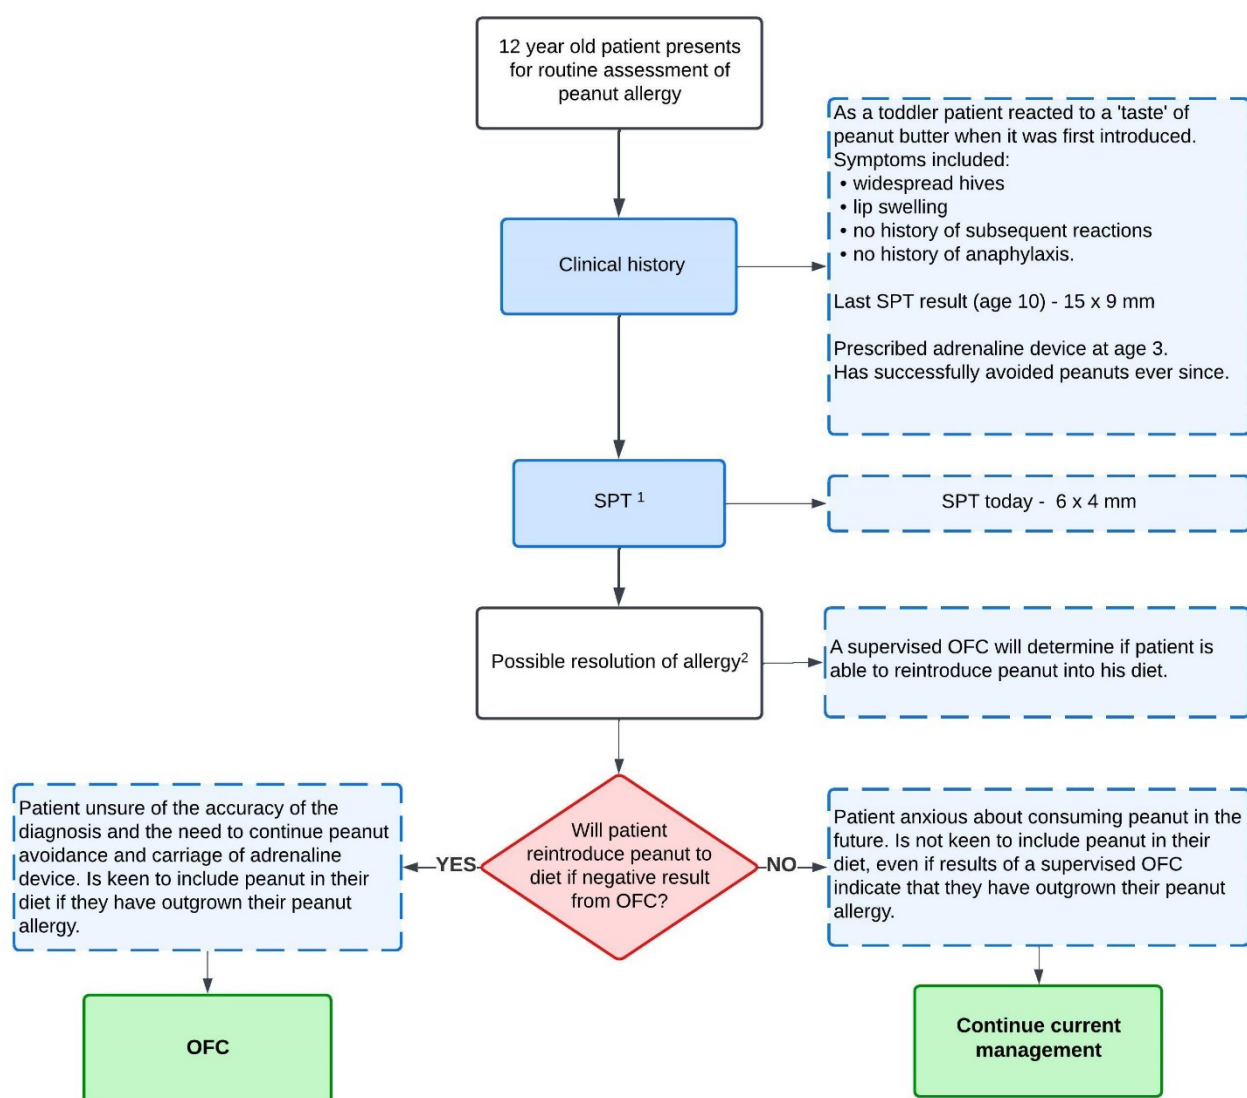 12 year old patient presents
for routine assessment of
peanut allergy
As a toddler patient reacted to a 'taste' of
peanut butter when it was first introduced.
Symptoms included:
• widespread hives
• lip swelling
• no history of subsequent reactions
• no history of anaphylaxis.
Last SPT result (age 10) - 15 x 9 mm
Prescribed adrenaline device at age 3.
Has successfully avoided peanuts ever since.
Clinical history
SPT ¹
SPT today - 6 x 4 mm
Possible resolution of allergy²
A supervised OFC will determine if patient is
able to reintroduce peanut into his diet.
Patient unsure of the accuracy of the
diagnosis and the need to continue peanut
avoidance and carriage of adrenaline
device. Is keen to include peanut in their
diet if they have outgrown their peanut
allergy.
YES
Will patient
reintroduce peanut to
diet if negative result
from OFC?
NO
Patient anxious about consuming peanut in the
future. Is not keen to include peanut in their
diet, even if results of a supervised OFC
indicate that they have outgrown their peanut
allergy.
OFC
Continue current
management